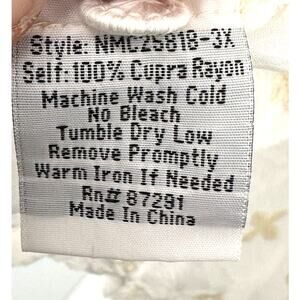 Style: NMC25818-3X
Self: 100% Cupra Rayon
Machine Wash Cold
No Bleach
Tumble Dry Low
Remove Promptly
Warm Iron If Needed
Rn# 87291
Made In China